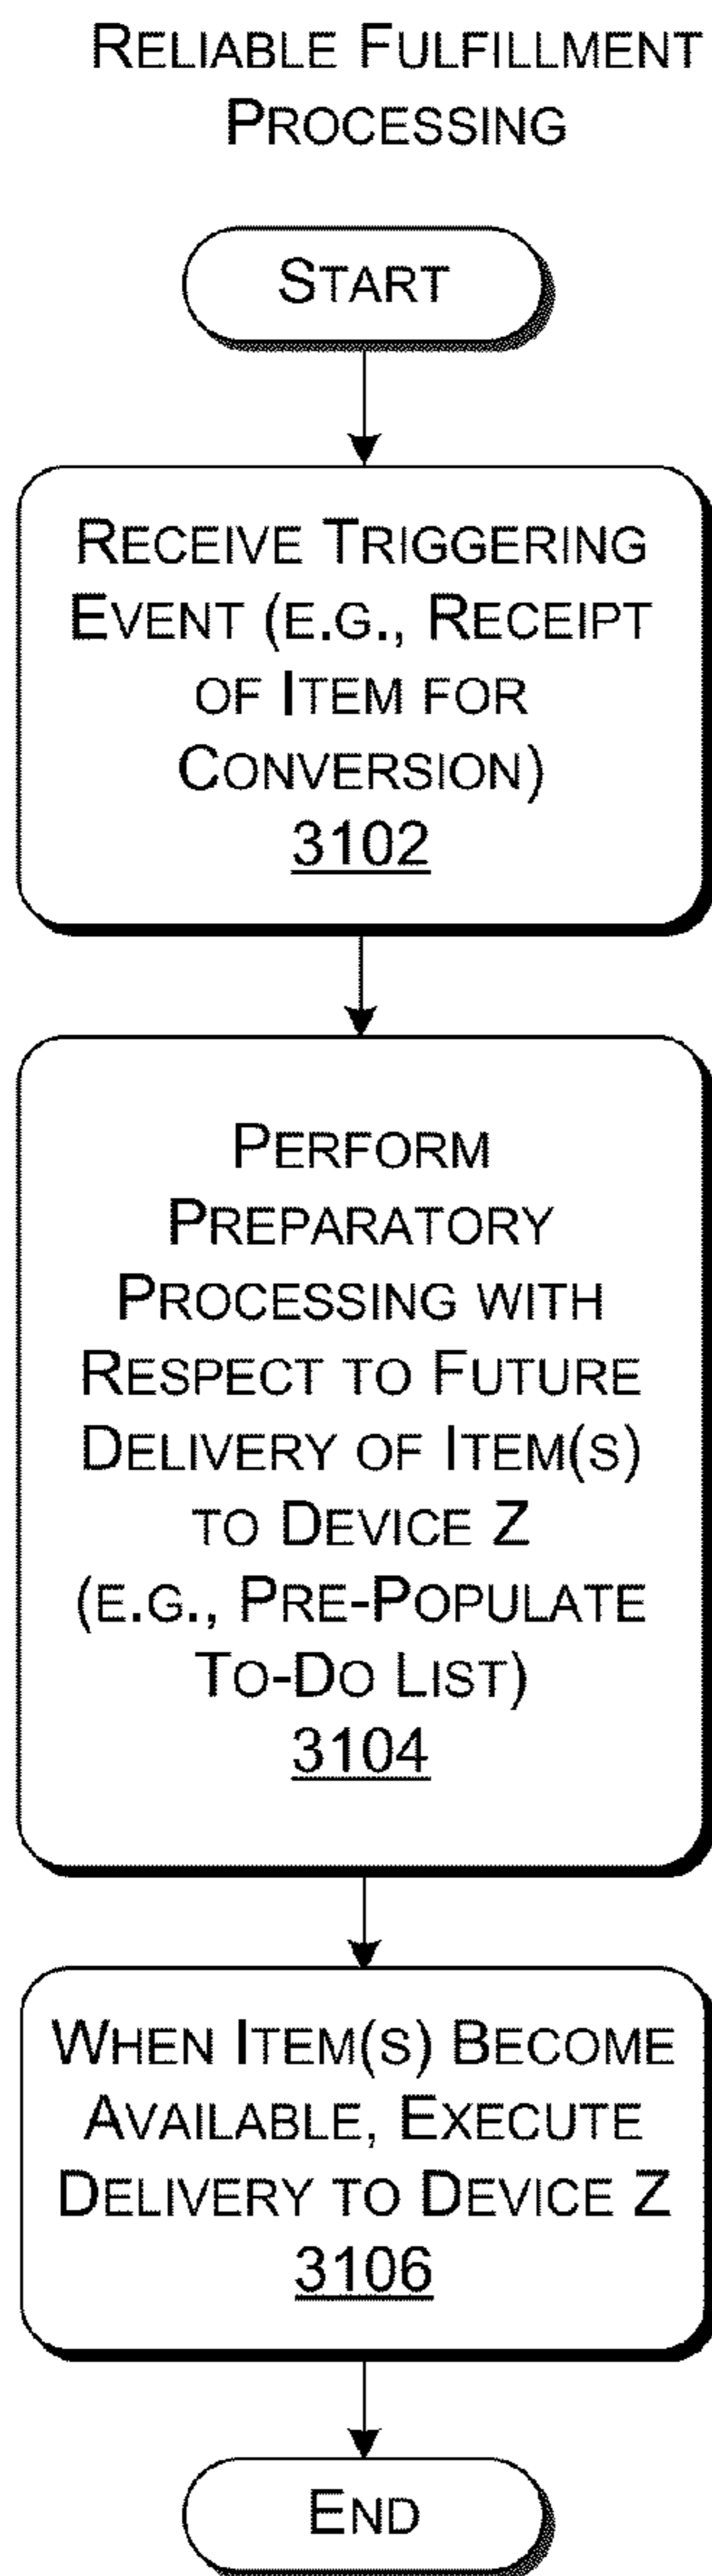 RELIABLE FULFILLMENT
PROCESSING
START
RECEIVE TRIGGERING
EVENT (E.G., RECEIPT
OF ITEM FOR
CONVERSION)
3102
PERFORM
PREPARATORY
PROCESSING WITH
RESPECT TO FUTURE
DELIVERY OF ITEM(S)
TO DEVICE Z
(E.G., PRE-POPULATE
TO-DO LIST)
3104
WHEN ITEM(S) BECOME
AVAILABLE, EXECUTE
DELIVERY TO DEVICE Z
3106
END